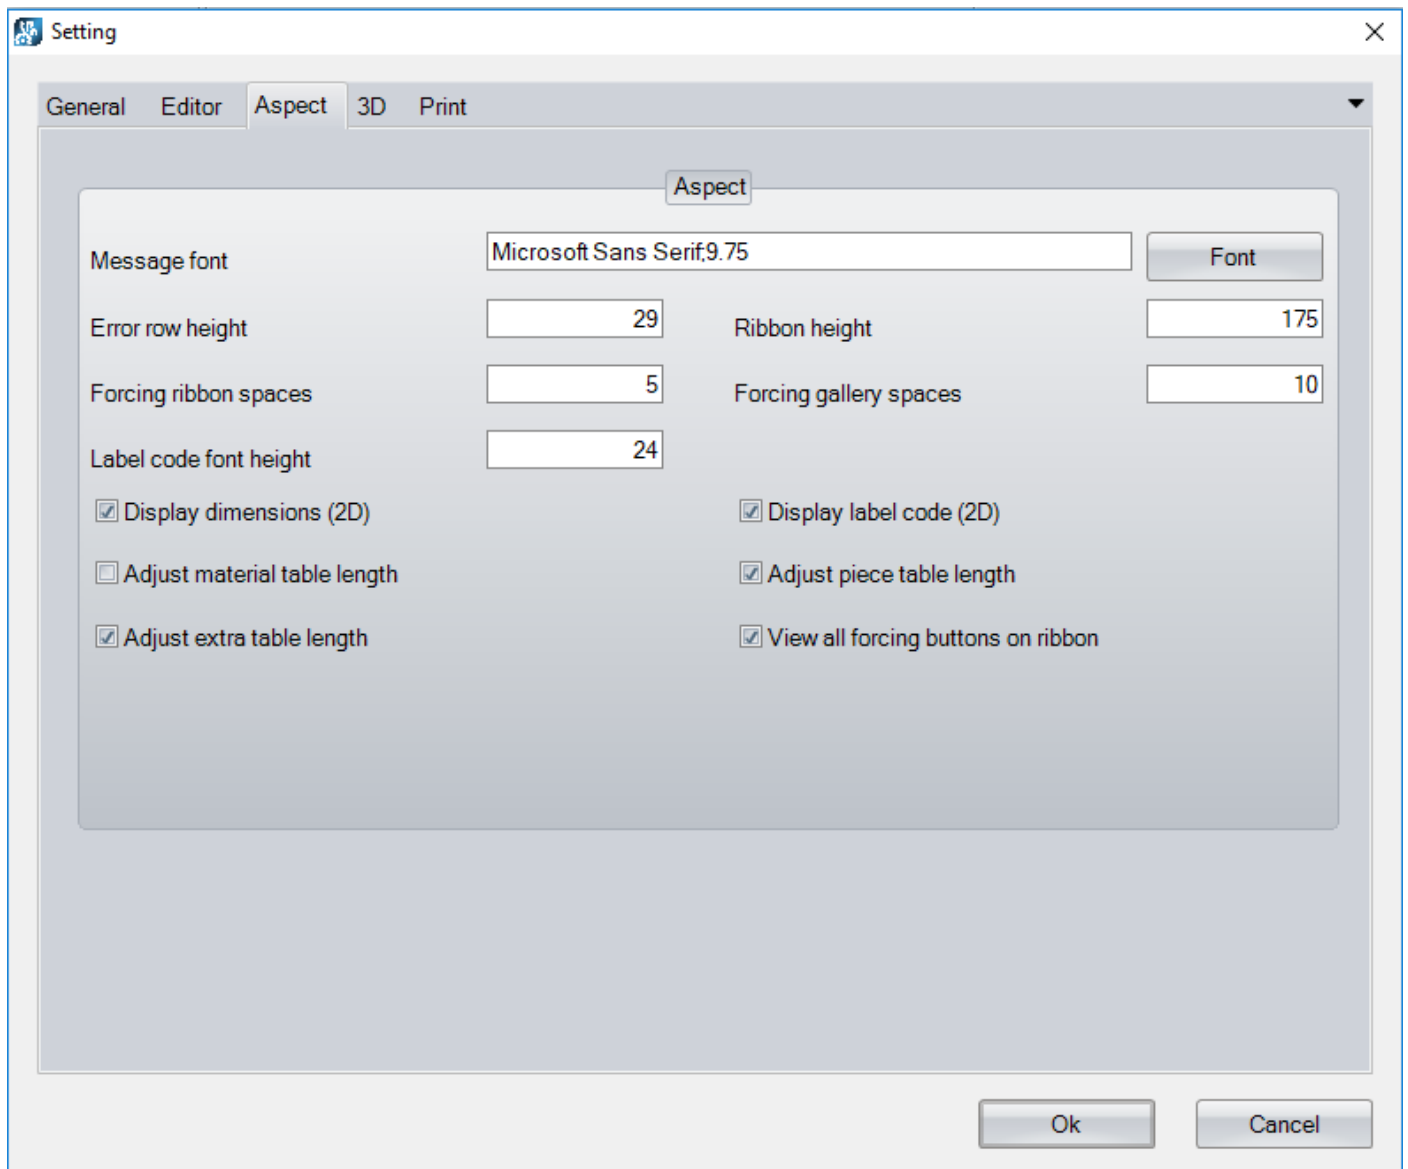 Setting
General Editor Aspect 3D Print
Aspect
Message font Microsoft Sans Serif;9.75 Font
Error row height 29 Ribbon height 175
Forcing ribbon spaces 5 Forcing gallery spaces 10
Label code font height 24
Display dimensions (2D) Display label code (2D)
Adjust material table length Adjust piece table length
Adjust extra table length View all forcing buttons on ribbon
Ok Cancel